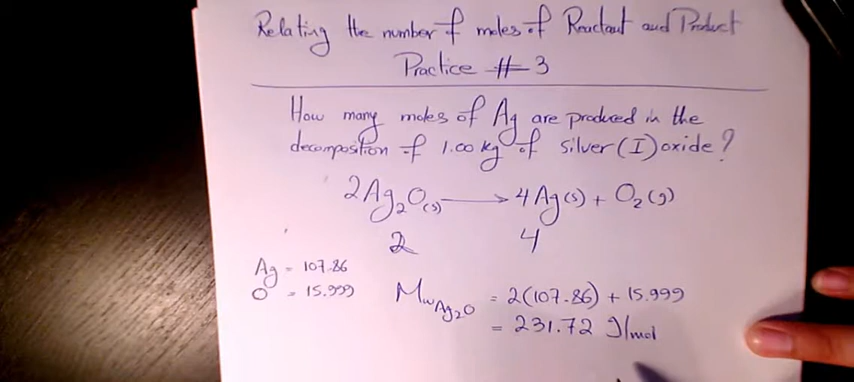 Relating the number of moles of Reactant and Product
Practice # 3
How many moles of Ag are produced in the
decomposition of 1.00 kg of silver(I)oxide?
2Ag₂O(s) → 4Ag(s) + O₂(g)
2 4
Ag = 107.86
O = 15.999
Mw Ag₂O = 2(107.86) + 15.999
= 231.72 g/mol